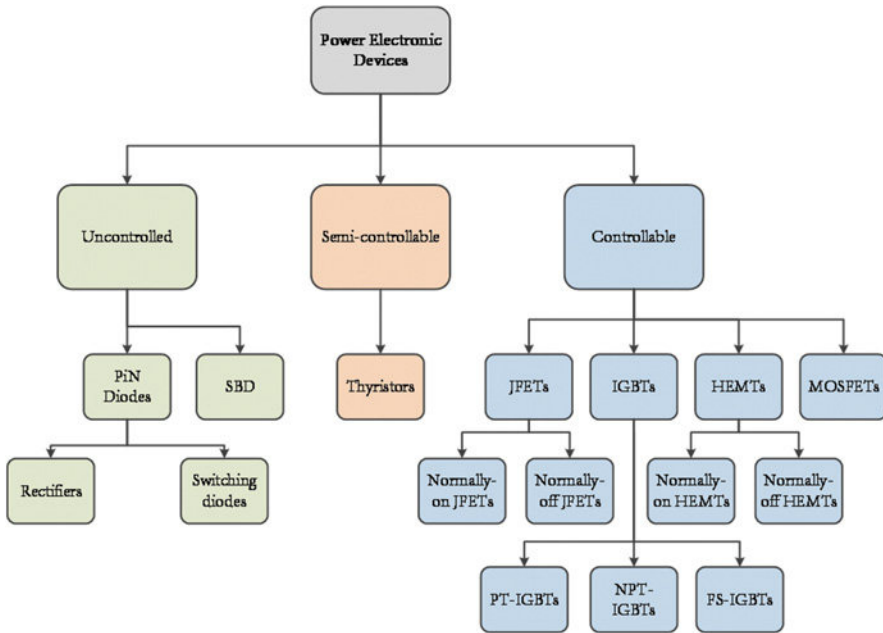 Power Electronic
Devices
Uncontrolled
Semi-controllable
Controllable
PiN
Diodes
SBD
Thyristors
JFETs
IGBTs
HEMTs
MOSFETs
Rectifiers
Switching
diodes
Normally-
on JFETs
Normally-
off JFETs
Normally-
on HEMTs
Normally-
off HEMTs
PT-IGBTs
NPT-
IGBTs
FS-IGBTs